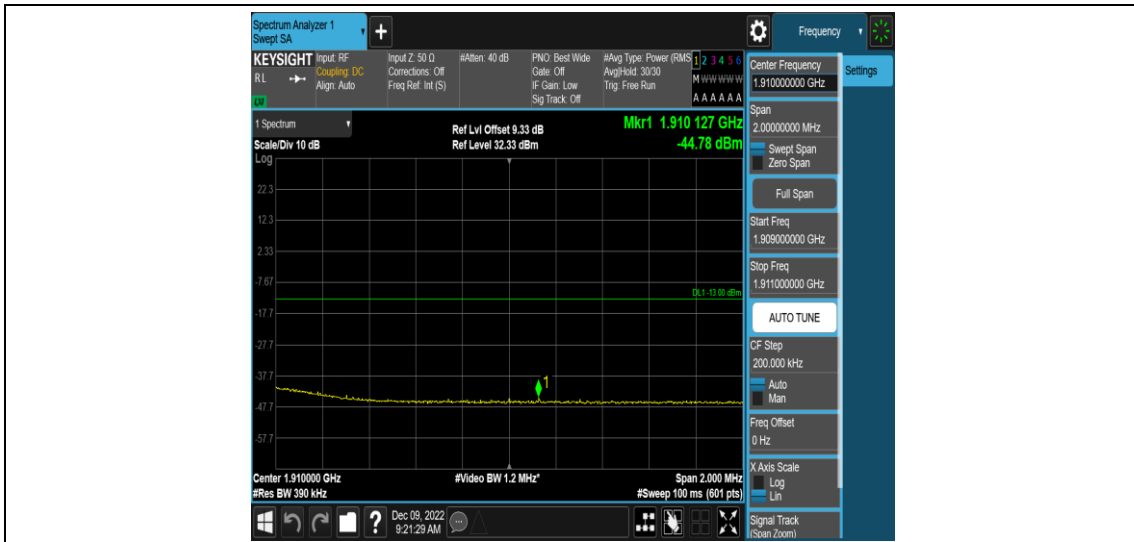 Spectrum Analyzer 1
Swept SA
+
Frequency
KEYSIGHT
RL
LXI
Input: RF
Coupling: DC
Align: Auto
Input Z: 50 Ω
Corrections: Off
Freq Ref: Int (S)
#Atten: 40 dB
PNO: Best Wide
Gate: Off
IF Gain: Low
Sig Track: Off
#Avg Type: Power (RMS
Avg|Hold: 30/30
Trig: Free Run
1 2 3 4 5 6
M W W W W W
A A A A A A
1 Spectrum
Scale/Div 10 dB
Log
Ref Lvl Offset 9.33 dB
Ref Level 32.33 dBm
Mkr1 1.910 127 GHz
-44.78 dBm
22.3
12.3
2.33
-7.67
DL1 -13.00 dBm
-17.7
-27.7
-37.7
1
-47.7
-57.7
Center 1.910000 GHz
#Video BW 1.2 MHz*
Span 2.000 MHz
#Res BW 390 kHz
#Sweep 100 ms (601 pts)
?
Dec 09, 2022
9:21:29 AM
Center Frequency
1.910000000 GHz
Settings
Span
2.00000000 MHz
Swept Span
Zero Span
Full Span
Start Freq
1.909000000 GHz
Stop Freq
1.911000000 GHz
AUTO TUNE
CF Step
200.000 kHz
Auto
Man
Freq Offset
0 Hz
X Axis Scale
Log
Lin
Signal Track
(Span Zoom)